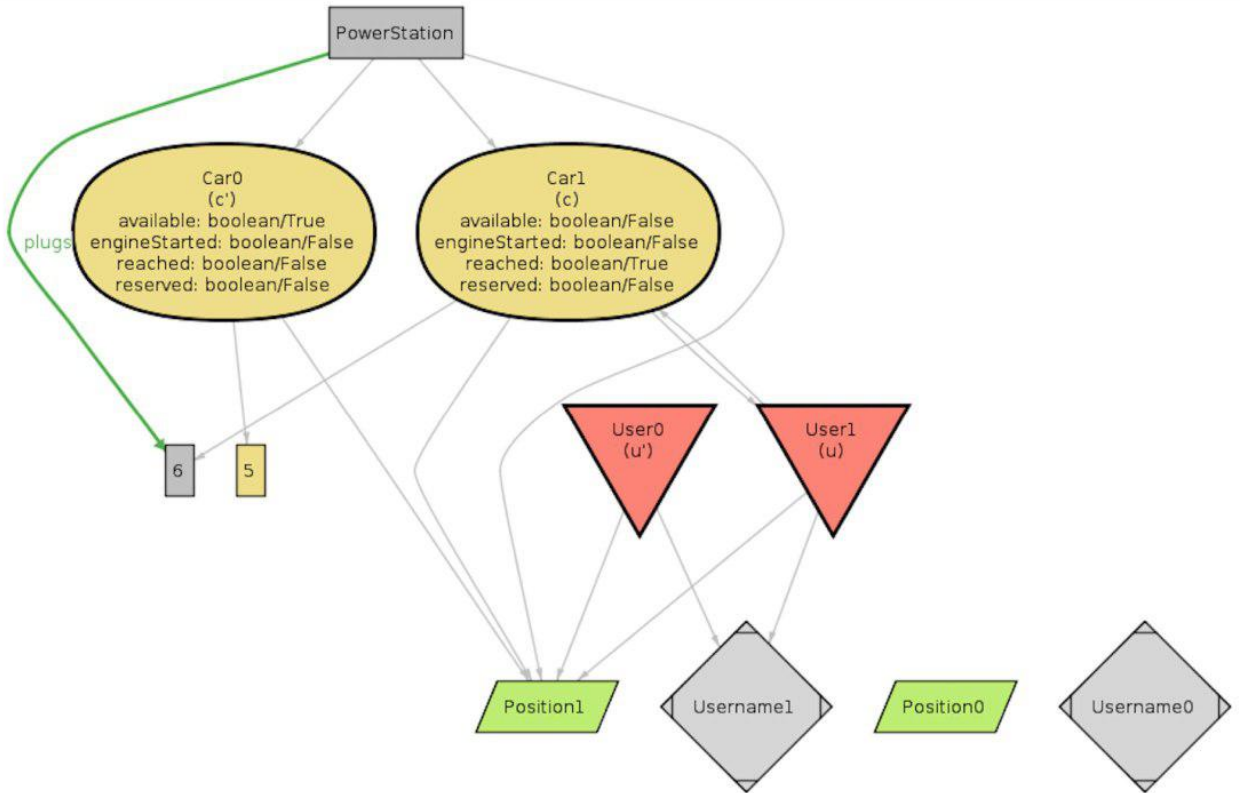 PowerStation
Car0
(c')
available: boolean/True
engineStarted: boolean/False
reached: boolean/False
reserved: boolean/False
Car1
(c)
available: boolean/False
engineStarted: boolean/False
reached: boolean/True
reserved: boolean/False
plugs
User0
(u')
User1
(u)
6
5
Position1
Username1
Position0
Username0